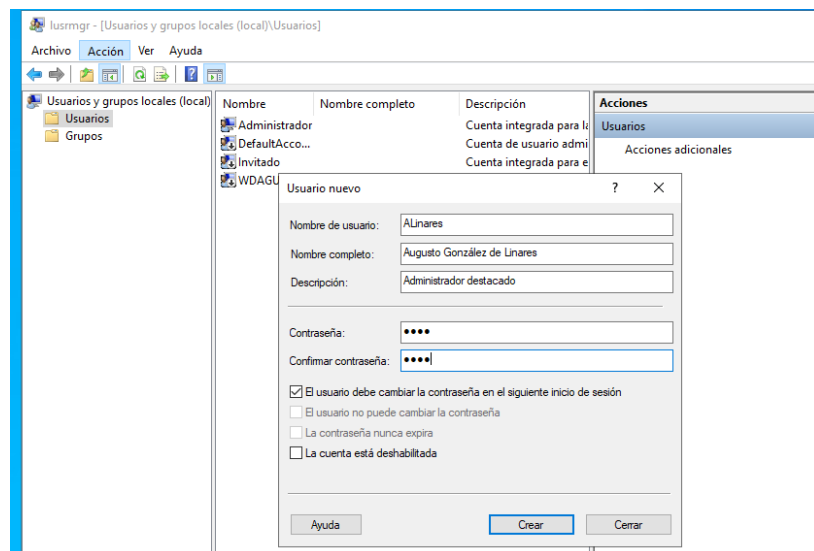 lusrmgr - [Usuarios y grupos locales (local)\Usuarios]
Archivo Acción Ver Ayuda
Usuarios y grupos locales (local)
Usuarios
Grupos
Nombre Nombre completo Descripción
Administrador Cuenta integrada para la
DefaultAcco... Cuenta de usuario admi
Invitado Cuenta integrada para e
WDAGU
Acciones
Usuarios
Acciones adicionales
Usuario nuevo ? ×
Nombre de usuario: ALinares
Nombre completo: Augusto González de Linares
Descripción: Administrador destacado
Contraseña: ●●●●
Confirmar contraseña: ●●●●
El usuario debe cambiar la contraseña en el siguiente inicio de sesión
El usuario no puede cambiar la contraseña
La contraseña nunca expira
La cuenta está deshabilitada
Ayuda Crear Cerrar